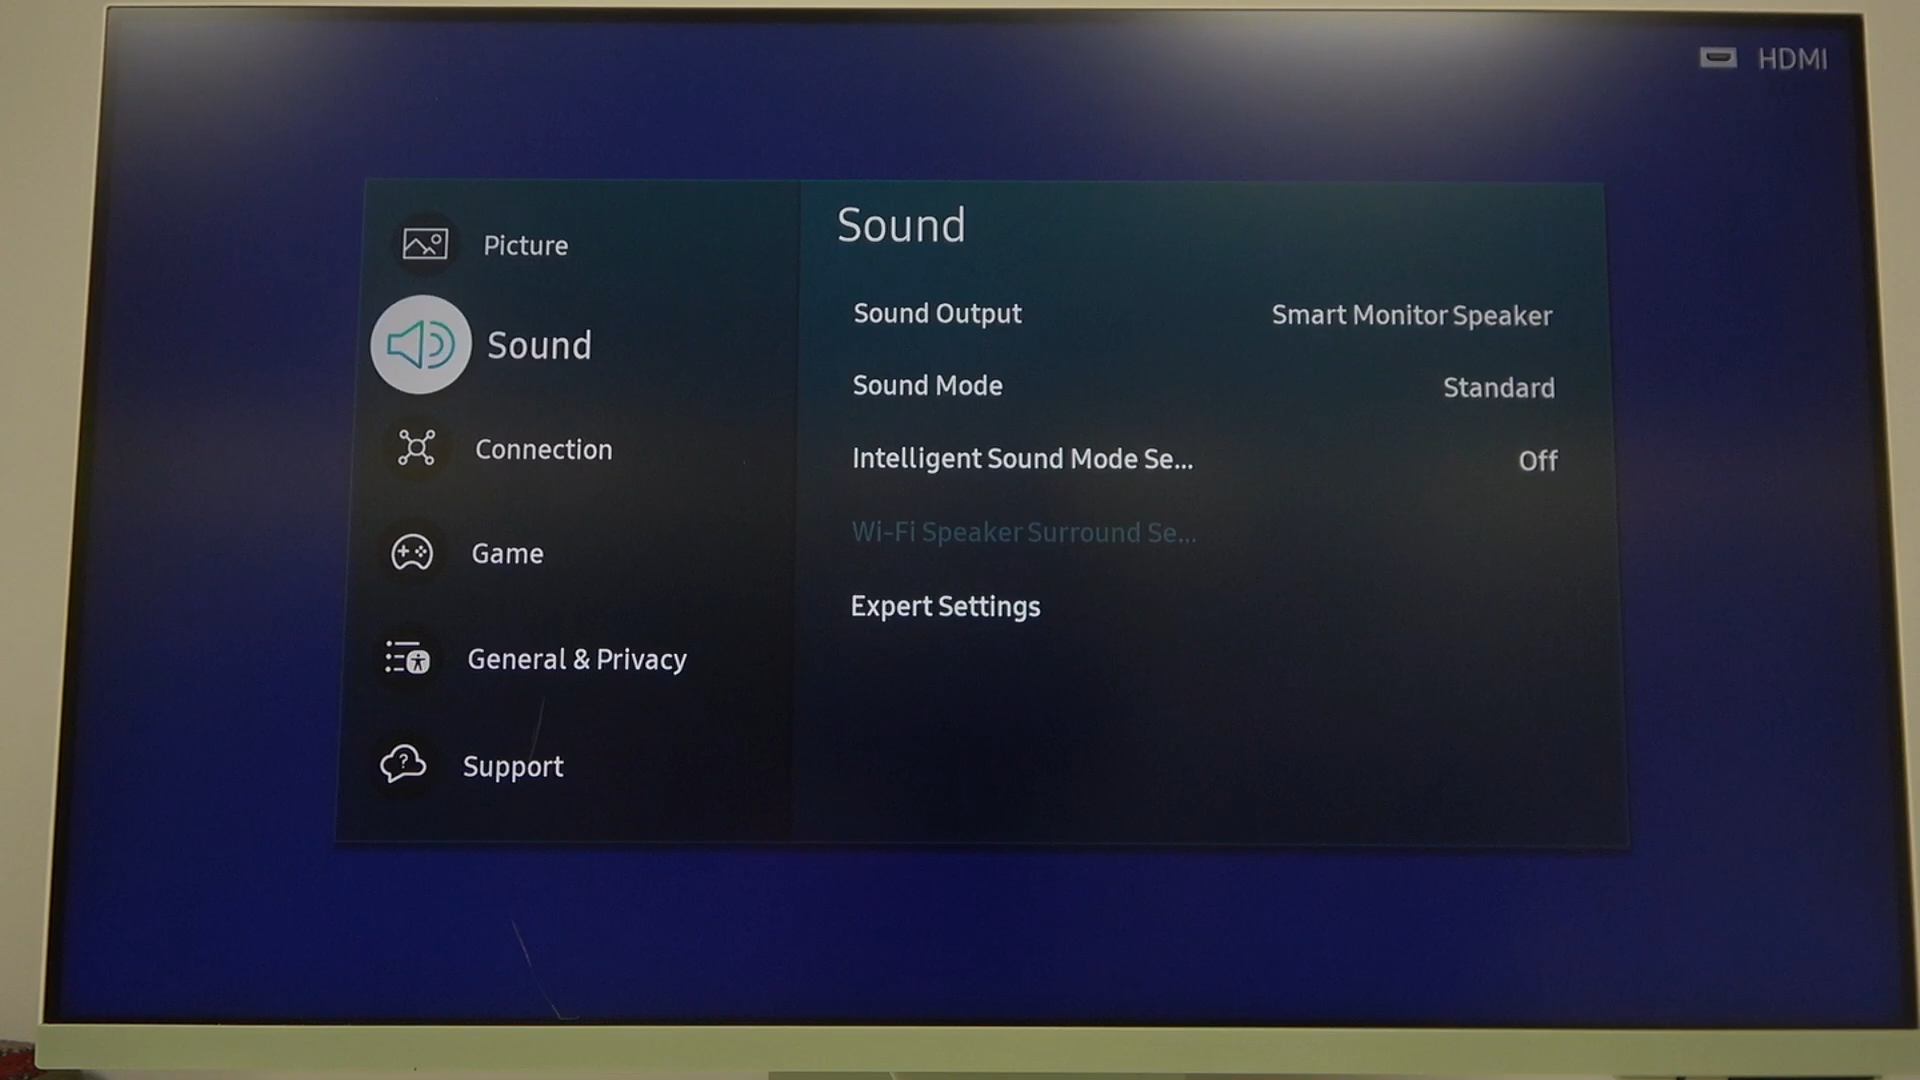 HDMI
Picture
Sound
Connection
Game
General & Privacy
Support
Sound
Sound Output Smart Monitor Speaker
Sound Mode Standard
Intelligent Sound Mode Se... Off
Wi-Fi Speaker Surround Se...
Expert Settings